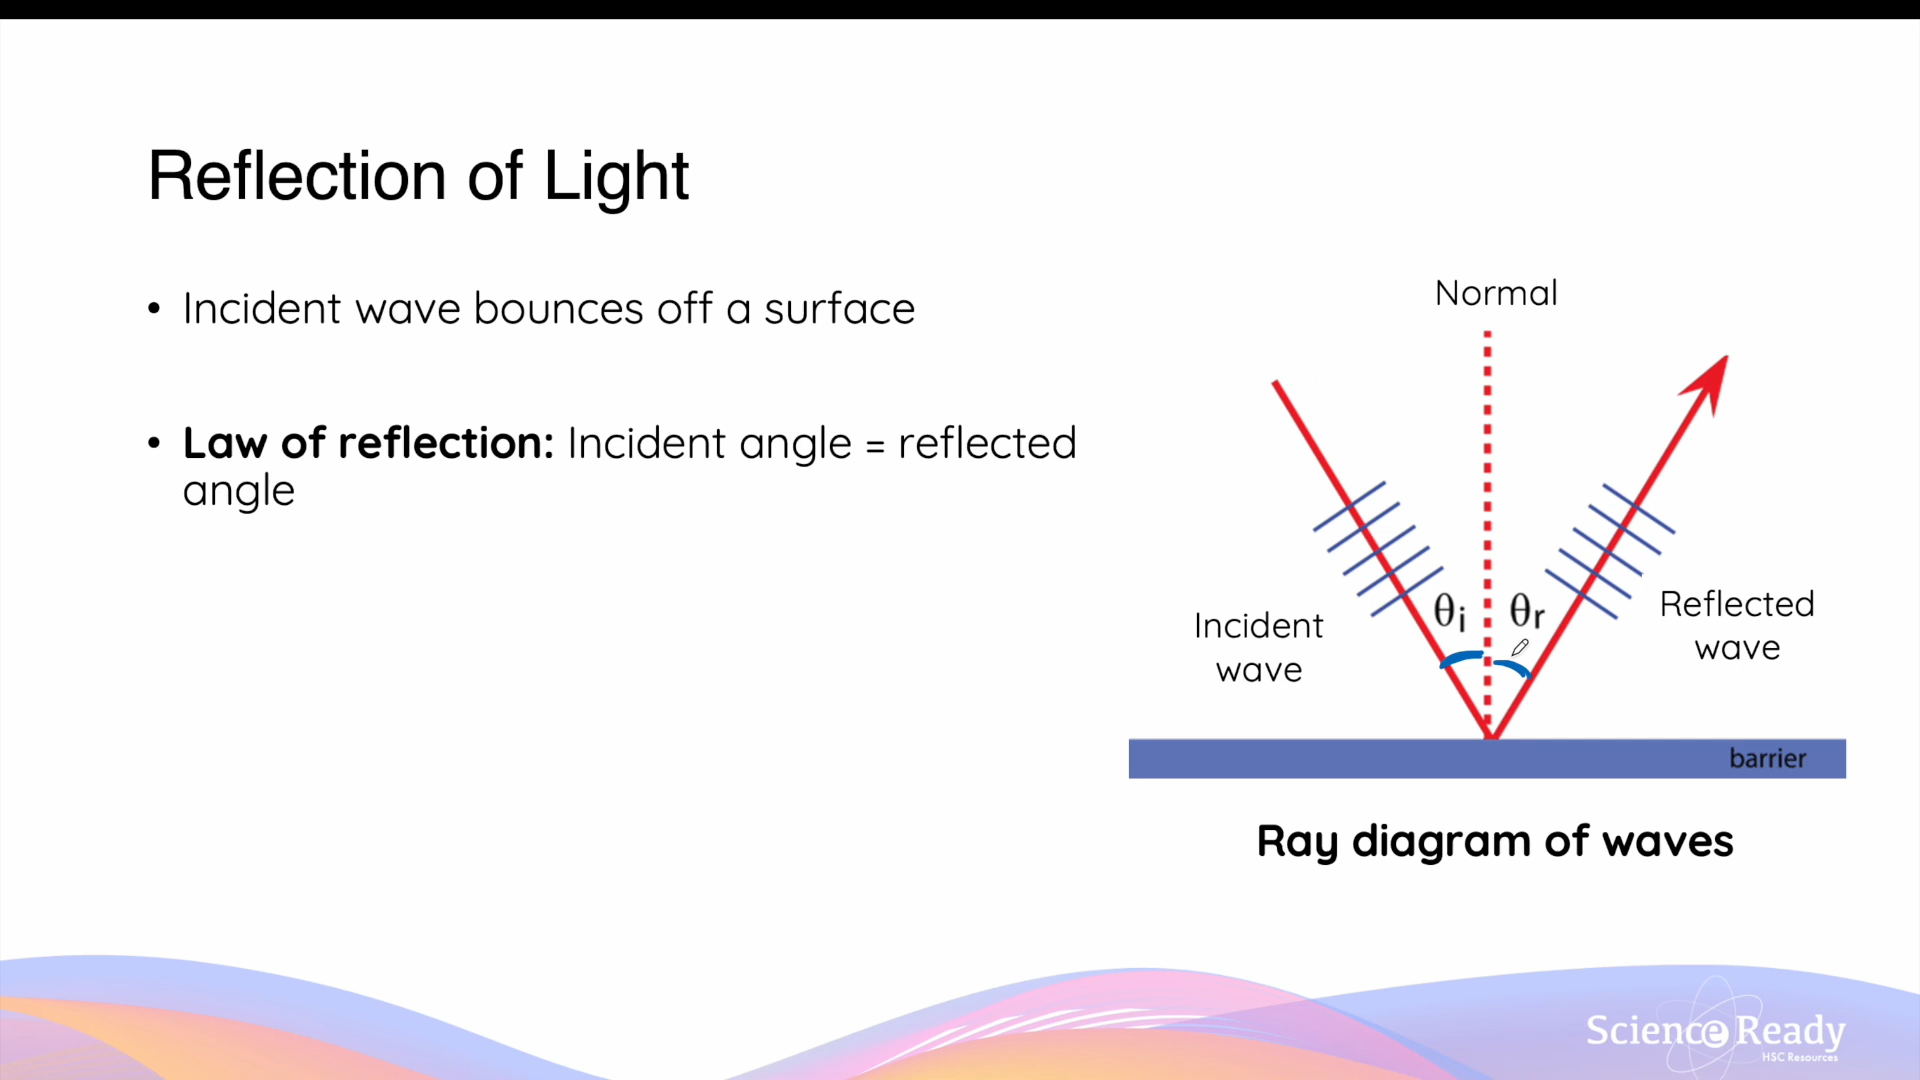 Reflection of Light
• Incident wave bounces off a surface
• Law of reflection: Incident angle = reflected
angle
Normal
θi
θr
Incident
wave
Reflected
wave
barrier
Ray diagram of waves
Science Ready
HSC Resources